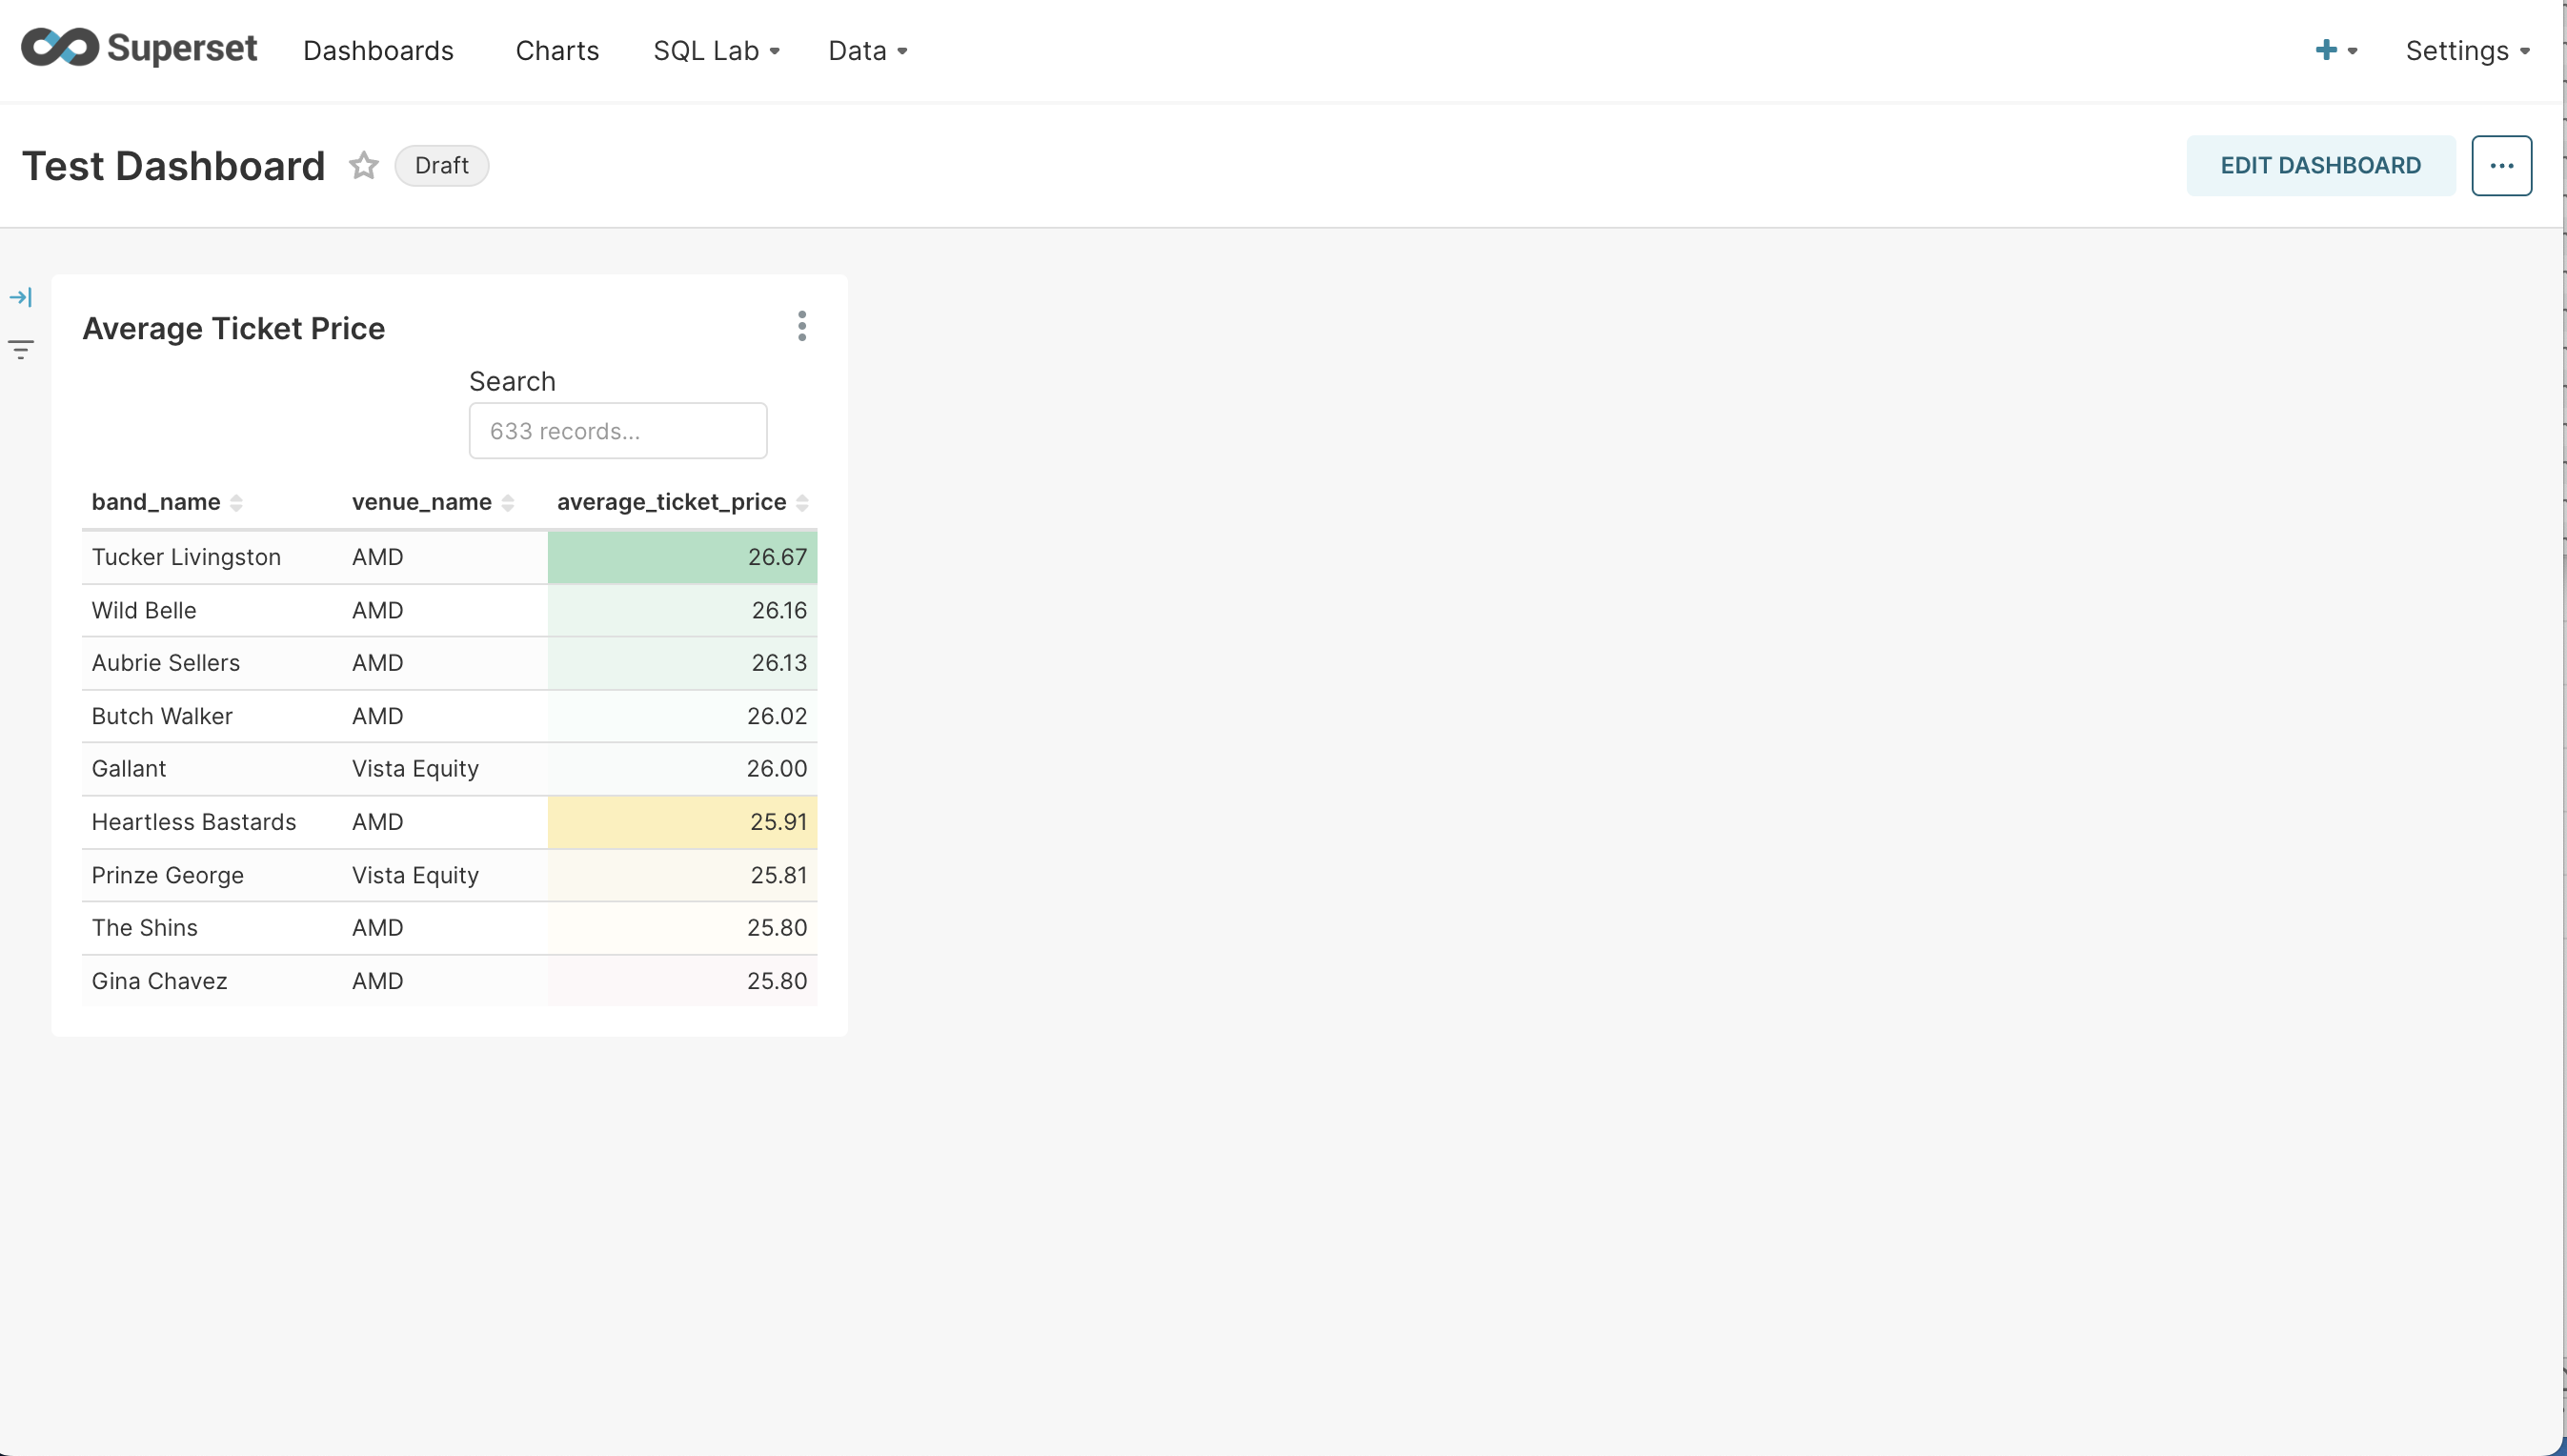 Superset Dashboards Charts SQL Lab Data + Settings
Test Dashboard Draft EDIT DASHBOARD ...
Average Ticket Price
Search
633 records...
band_name venue_name average_ticket_price
Tucker Livingston AMD 26.67
Wild Belle AMD 26.16
Aubrie Sellers AMD 26.13
Butch Walker AMD 26.02
Gallant Vista Equity 26.00
Heartless Bastards AMD 25.91
Prinze George Vista Equity 25.81
The Shins AMD 25.80
Gina Chavez AMD 25.80